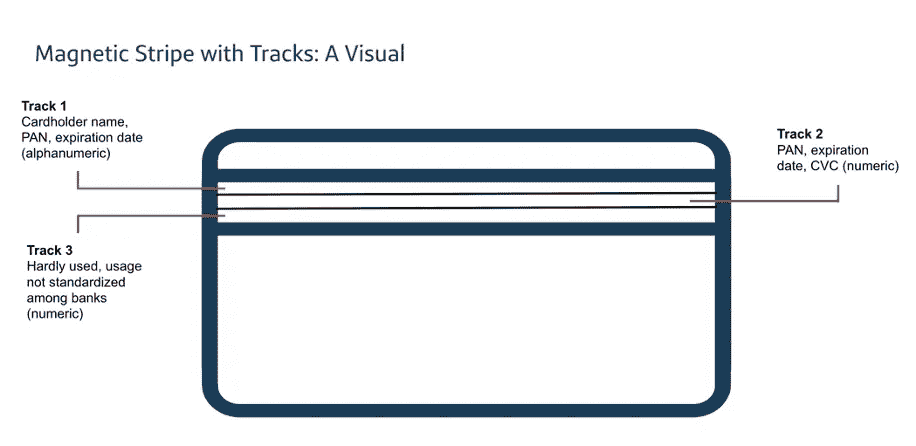 Magnetic Stripe with Tracks: A Visual
Track 1
Cardholder name,
PAN, expiration date
(alphanumeric)
Track 2
PAN, expiration
date, CVC (numeric)
Track 3
Hardly used, usage
not standardized
among banks
(numeric)